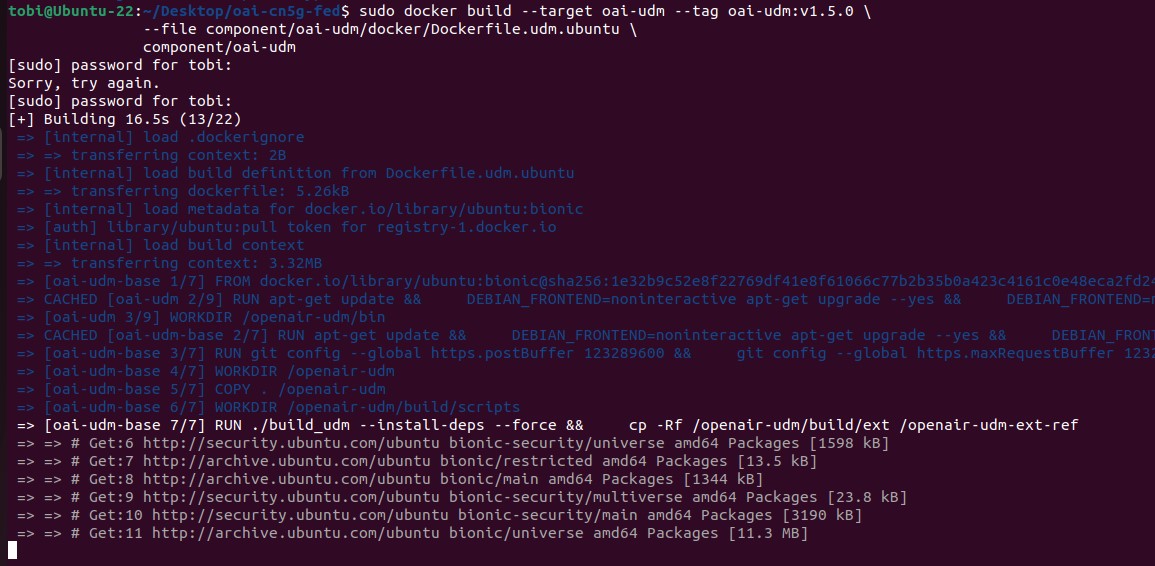 tobi@Ubuntu-22:~/Desktop/oai-cn5g-fed$ sudo docker build --target oai-udm --tag oai-udm:v1.5.0 \
--file component/oai-udm/docker/Dockerfile.udm.ubuntu \
component/oai-udm
[sudo] password for tobi:
Sorry, try again.
[sudo] password for tobi:
[+] Building 16.5s (13/22)
=> [internal] load .dockerignore
=> => transferring context: 2B
=> [internal] load build definition from Dockerfile.udm.ubuntu
=> => transferring dockerfile: 5.26kB
=> [internal] load metadata for docker.io/library/ubuntu:bionic
=> [auth] library/ubuntu:pull token for registry-1.docker.io
=> [internal] load build context
=> => transferring context: 3.32MB
=> [oai-udm-base 1/7] FROM docker.io/library/ubuntu:bionic@sha256:1e32b9c52e8f22769df41e8f61066c77b2b35b0a423c4161c0e48eca2fd24
=> CACHED [oai-udm 2/9] RUN apt-get update && DEBIAN_FRONTEND=noninteractive apt-get upgrade --yes && DEBIAN_FRONTEND=n
=> [oai-udm 3/9] WORKDIR /openair-udm/bin
=> CACHED [oai-udm-base 2/7] RUN apt-get update && DEBIAN_FRONTEND=noninteractive apt-get upgrade --yes && DEBIAN_FRONT
=> [oai-udm-base 3/7] RUN git config --global https.postBuffer 123289600 && git config --global https.maxRequestBuffer 1232
=> [oai-udm-base 4/7] WORKDIR /openair-udm
=> [oai-udm-base 5/7] COPY . /openair-udm
=> [oai-udm-base 6/7] WORKDIR /openair-udm/build/scripts
=> [oai-udm-base 7/7] RUN ./build_udm --install-deps --force && cp -Rf /openair-udm/build/ext /openair-udm-ext-ref
=> => # Get:6 http://security.ubuntu.com/ubuntu bionic-security/universe amd64 Packages [1598 kB]
=> => # Get:7 http://archive.ubuntu.com/ubuntu bionic/restricted amd64 Packages [13.5 kB]
=> => # Get:8 http://archive.ubuntu.com/ubuntu bionic/main amd64 Packages [1344 kB]
=> => # Get:9 http://security.ubuntu.com/ubuntu bionic-security/multiverse amd64 Packages [23.8 kB]
=> => # Get:10 http://security.ubuntu.com/ubuntu bionic-security/main amd64 Packages [3190 kB]
=> => # Get:11 http://archive.ubuntu.com/ubuntu bionic/universe amd64 Packages [11.3 MB]